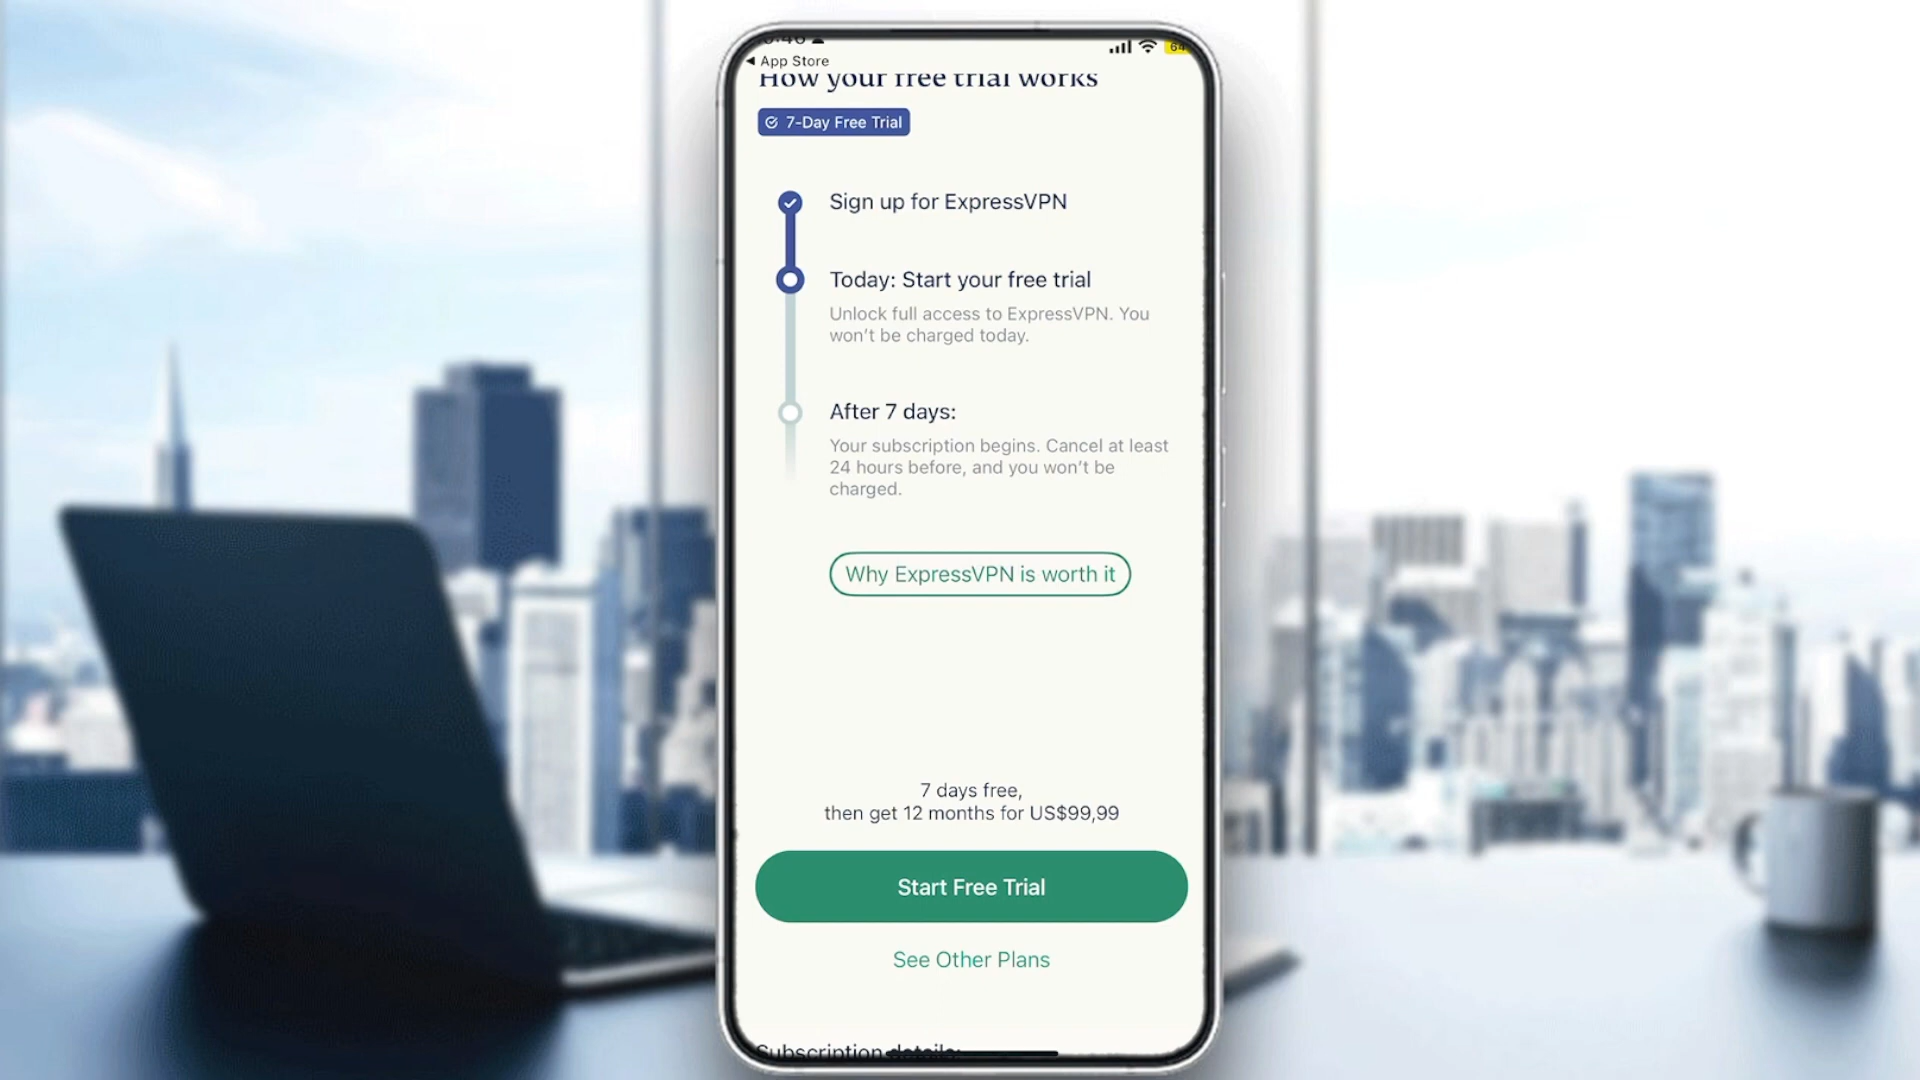 App Store
64
How your free trial works
7-Day Free Trial
Sign up for ExpressVPN
Today: Start your free trial
Unlock full access to ExpressVPN. You
won't be charged today.
After 7 days:
Your subscription begins. Cancel at least
24 hours before, and you won't be
charged.
Why ExpressVPN is worth it
7 days free,
then get 12 months for US$99,99
Start Free Trial
See Other Plans
Subscription details: